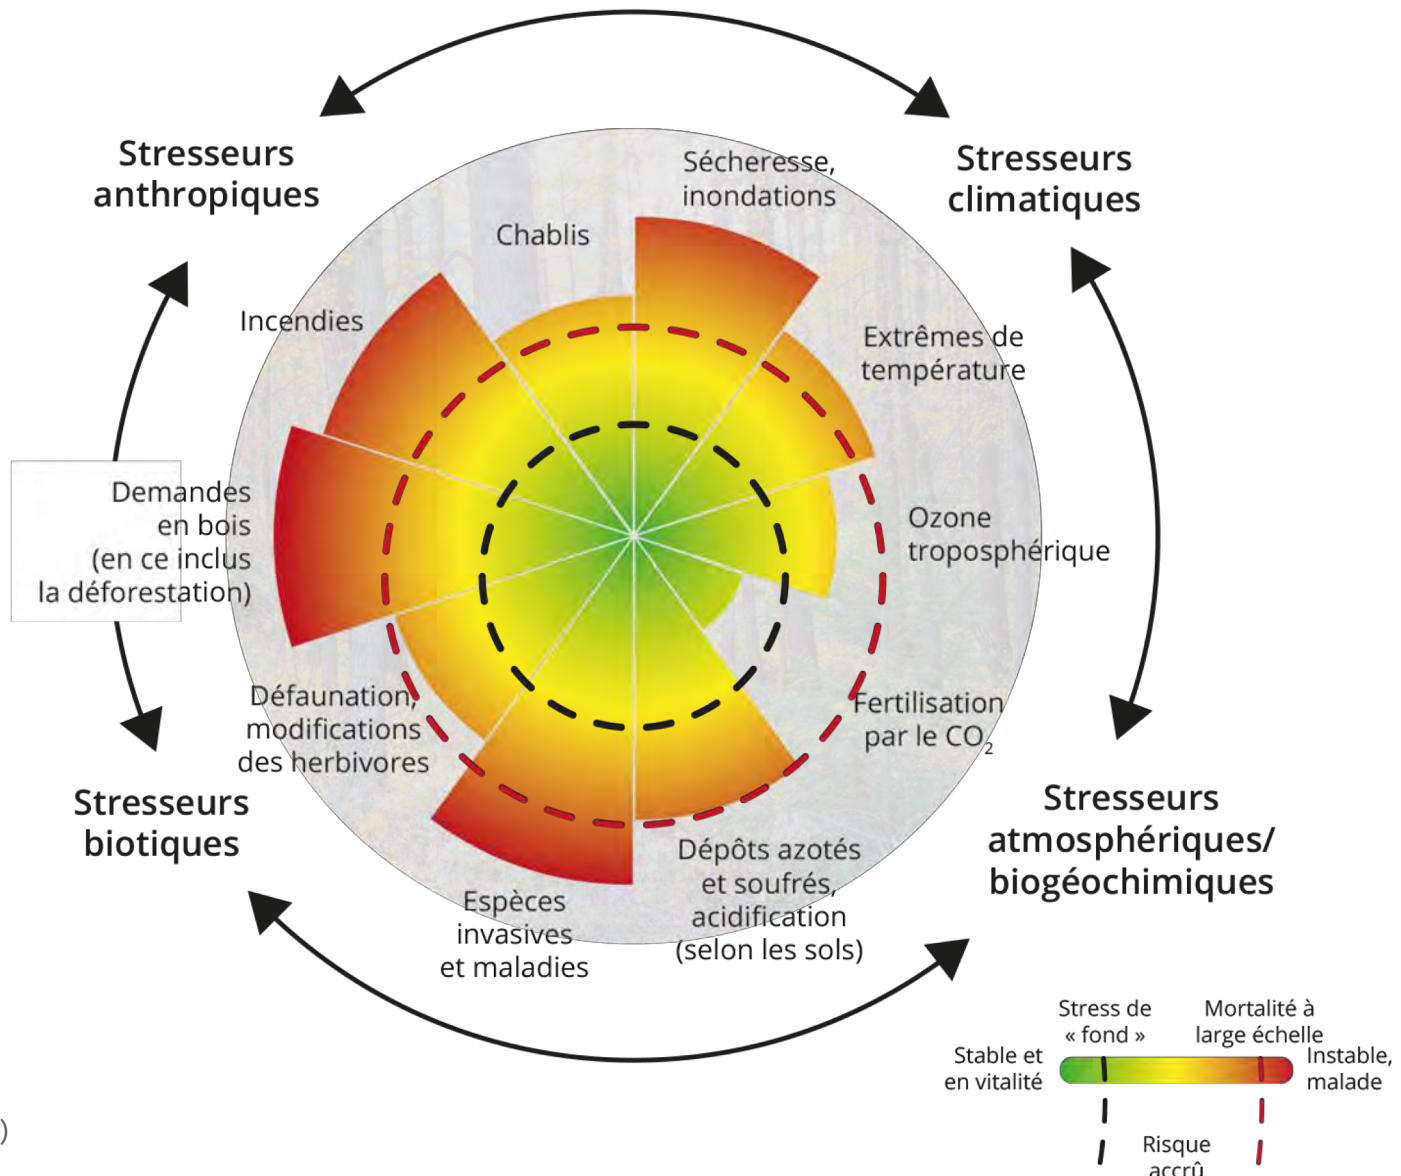 Stresseurs
anthropiques
Stresseurs
climatiques
Sécheresse,
inondations
Chablis
Incendies
Extrêmes de
température
Demandes
en bois
(en ce inclus
la déforestation)
Ozone
troposphérique
Défaunation,
modifications
des herbivores
Fertilisation
par le CO₂
Stresseurs
biotiques
Stresseurs
atmosphériques/
biogéochimiques
Espèces
invasives
et maladies
Dépôts azotés
et soufrés,
acidification
(selon les sols)
Stress de
« fond »
Mortalité à
large échelle
Stable et
en vitalité
Instable,
malade
Risque
accrû
)